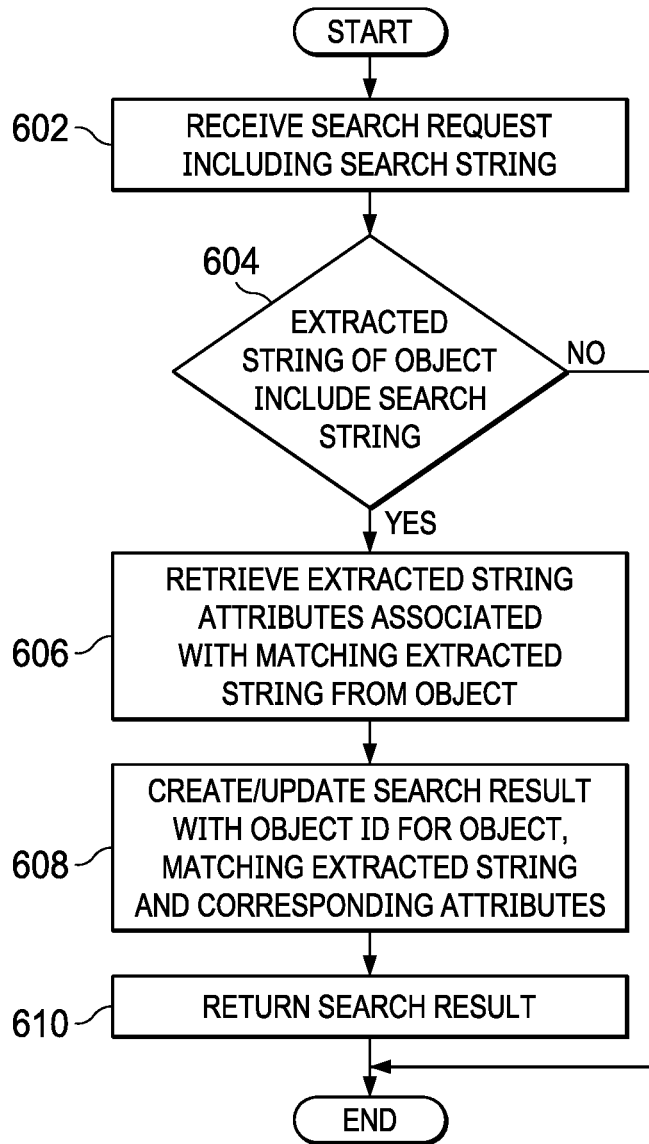 START
602
RECEIVE SEARCH REQUEST
INCLUDING SEARCH STRING
604
EXTRACTED
STRING OF OBJECT
INCLUDE SEARCH
STRING
NO
YES
606
RETRIEVE EXTRACTED STRING
ATTRIBUTES ASSOCIATED
WITH MATCHING EXTRACTED
STRING FROM OBJECT
608
CREATE/UPDATE SEARCH RESULT
WITH OBJECT ID FOR OBJECT,
MATCHING EXTRACTED STRING
AND CORRESPONDING ATTRIBUTES
610
RETURN SEARCH RESULT
END